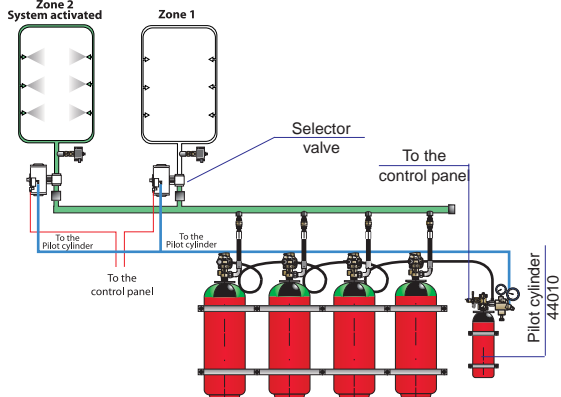 Zone 2
System activated
Zone 1
Selector
valve
To the
control panel
To the
Pilot cylinder
To the
Pilot cylinder
To the
control panel
Pilot cylinder
44010